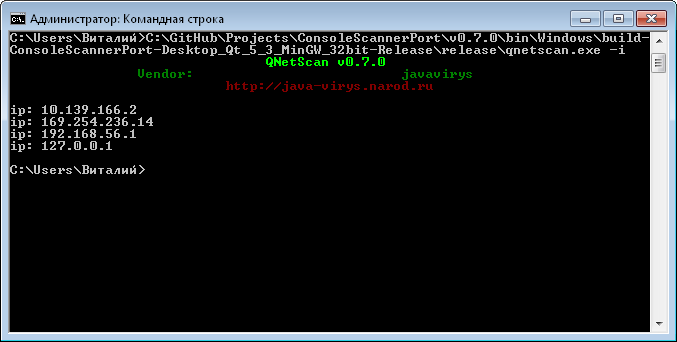 Администратор: Командная строка
C:\Users\Виталий>C:\GitHub\Projects\ConsoleScannerPort\v0.7.0\bin\Windows\build-
ConsoleScannerPort-Desktop_Qt_5_3_MinGW_32bit-Release\release\qnetscan.exe -i
QNetScan v0.7.0
Vendor: javavirys
http://java-virys.narod.ru
ip: 10.139.166.2
ip: 169.254.236.14
ip: 192.168.56.1
ip: 127.0.0.1
C:\Users\Виталий>